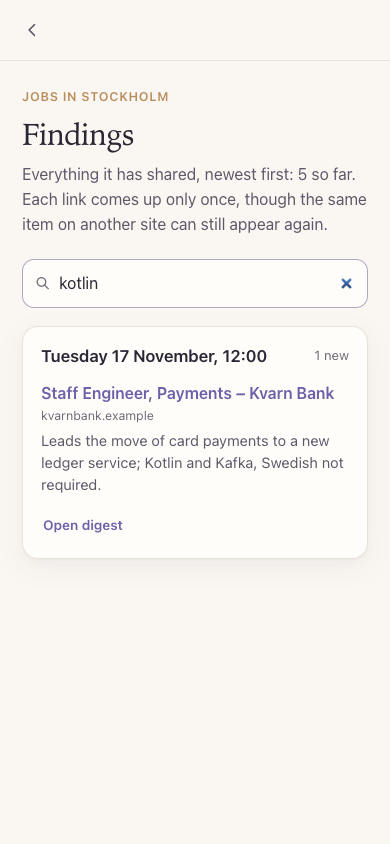 JOBS IN STOCKHOLM
Findings
Everything it has shared, newest first: 5 so far.
Each link comes up only once, though the same
item on another site can still appear again.
kotlin
Tuesday 17 November, 12:00 1 new
Staff Engineer, Payments – Kvarn Bank
kvarnbank.example
Leads the move of card payments to a new
ledger service; Kotlin and Kafka, Swedish not
required.
Open digest